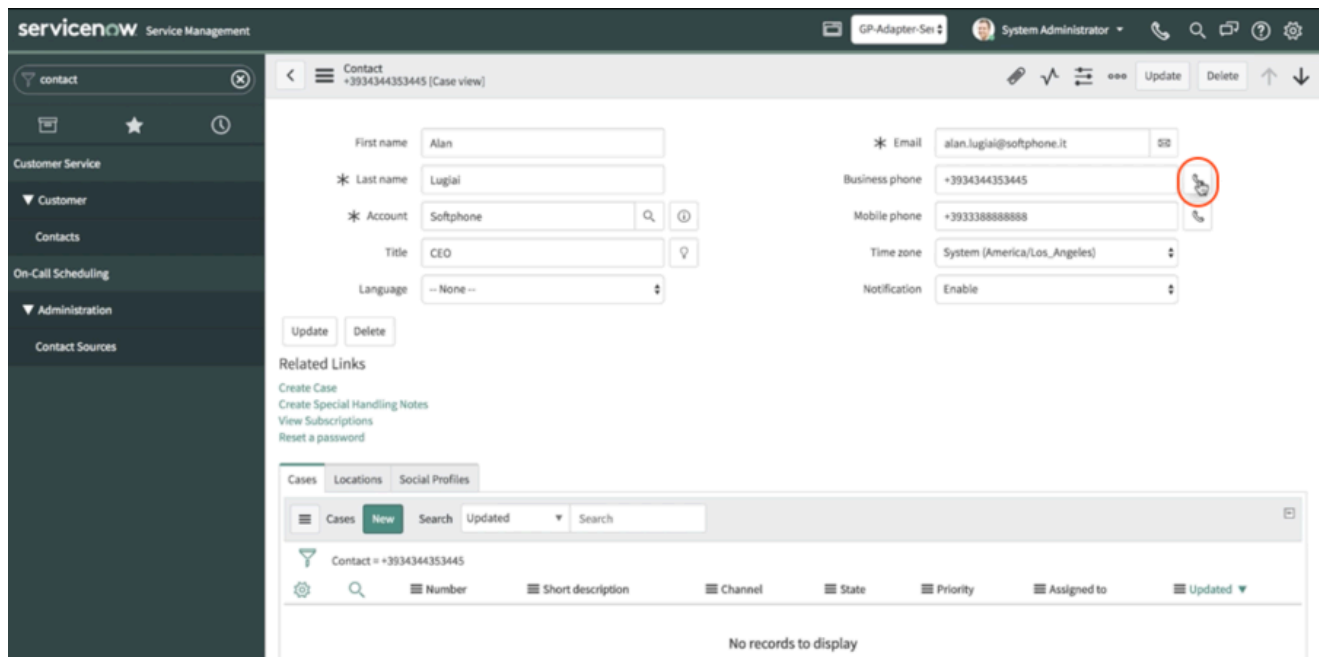 servicenow Service Management
GP-Adapter-Ser
System Administrator
contact
Customer Service
Customer
Contacts
On-Call Scheduling
Administration
Contact Sources
Contact
+3934344353445 [Case view]
Update Delete
First name Alan
Last name Lugiai
Account Softphone
Title CEO
Language -- None --
Email alan.lugiai@softphone.it
Business phone +3934344353445
Mobile phone +3933388888888
Time zone System (America/Los_Angeles)
Notification Enable
Update Delete
Related Links
Create Case
Create Special Handling Notes
View Subscriptions
Reset a password
Cases Locations Social Profiles
Cases New Search Updated Search
Contact = +3934344353445
Number Short description Channel State Priority Assigned to Updated
No records to display